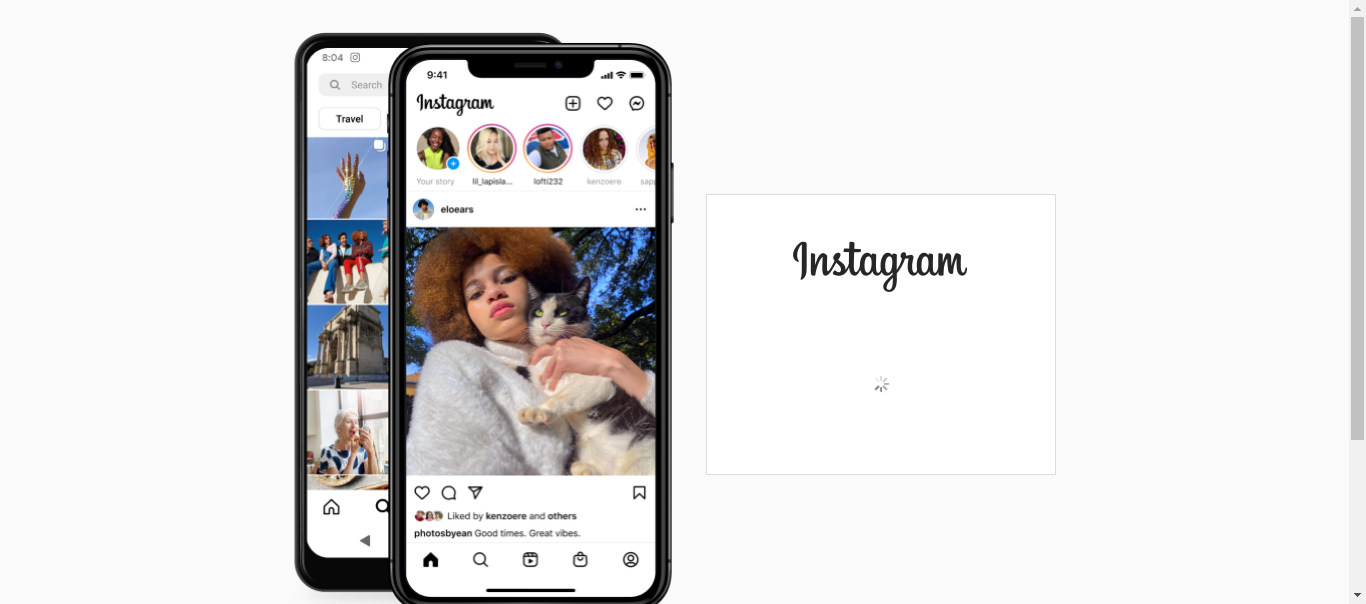 8:04
Search
Travel
9:41
Instagram
Your story
lil_lapisla...
lofti232
kenzoere
sap
eloears
Liked by kenzoere and others
photosbyean Good times. Great vibes.
Instagram